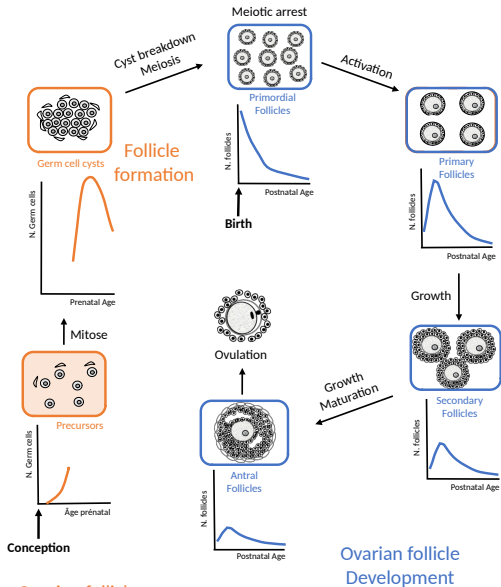 Meiotic arrest
Cyst breakdown
Meiosis
Activation
Primordial
Follicles
Germ cell cysts
Follicle
formation
Primary
Follicles
N. Germ cells
Prenatal Age
N. follicles
Postnatal Age
Birth
N. follicles
Postnatal Age
Mitose
Growth
Ovulation
Precursors
Growth
Maturation
Secondary
Follicles
N. Germ cells
Âge prénatal
Conception
Antral
Follicles
N. follicles
Postnatal Age
N. follicles
Postnatal Age
Ovarian follicle
Development